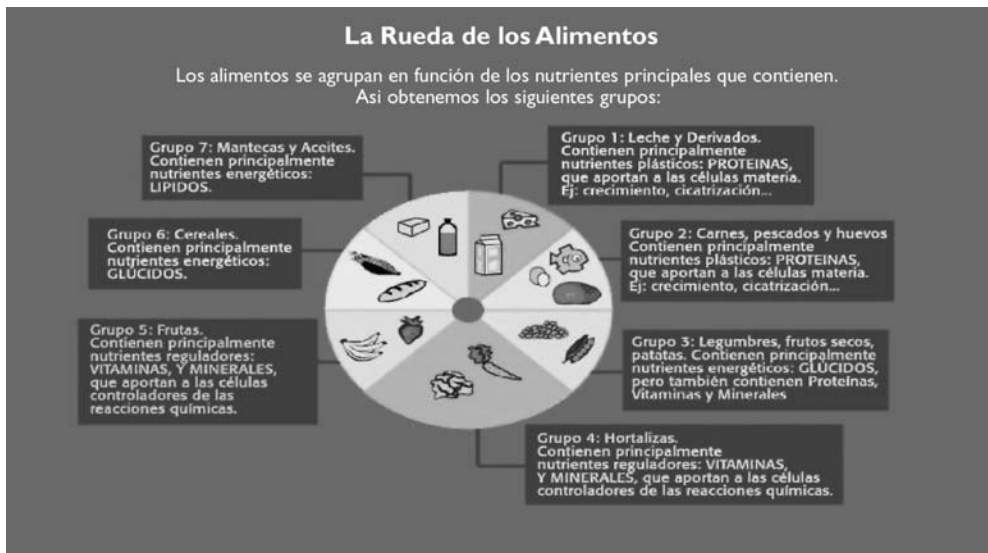 La Rueda de los Alimentos
Los alimentos se agrupan en función de los nutrientes principales que contienen.
Asi obtenemos los siguientes grupos:
Grupo 1: Leche y Derivados.
Contienen principalmente
nutrientes plásticos: PROTEINAS,
que aportan a las células materia.
Ej: crecimiento, cicatrización...
Grupo 2: Carnes, pescados y huevos
Contienen principalmente
nutrientes plásticos: PROTEINAS,
que aportan a las células materia.
Ej: crecimiento, cicatrización...
Grupo 3: Legumbres, frutos secos,
patatas. Contienen principalmente
nutrientes energéticos: GLÚCIDOS,
pero también contienen Proteínas,
Vitaminas y Minerales
Grupo 4: Hortalizas.
Contienen principalmente
nutrientes reguladores: VITAMINAS,
Y MINERALES, que aportan a las células
controladores de las reacciones químicas.
Grupo 5: Frutas.
Contienen principalmente
nutrientes reguladores:
VITAMINAS, Y MINERALES,
que aportan a las células
controladores de las
reacciones químicas.
Grupo 6: Cereales.
Contienen principalmente
nutrientes energéticos:
GLÚCIDOS.
Grupo 7: Mantecas y Aceites.
Contienen principalmente
nutrientes energéticos:
LIPIDOS.